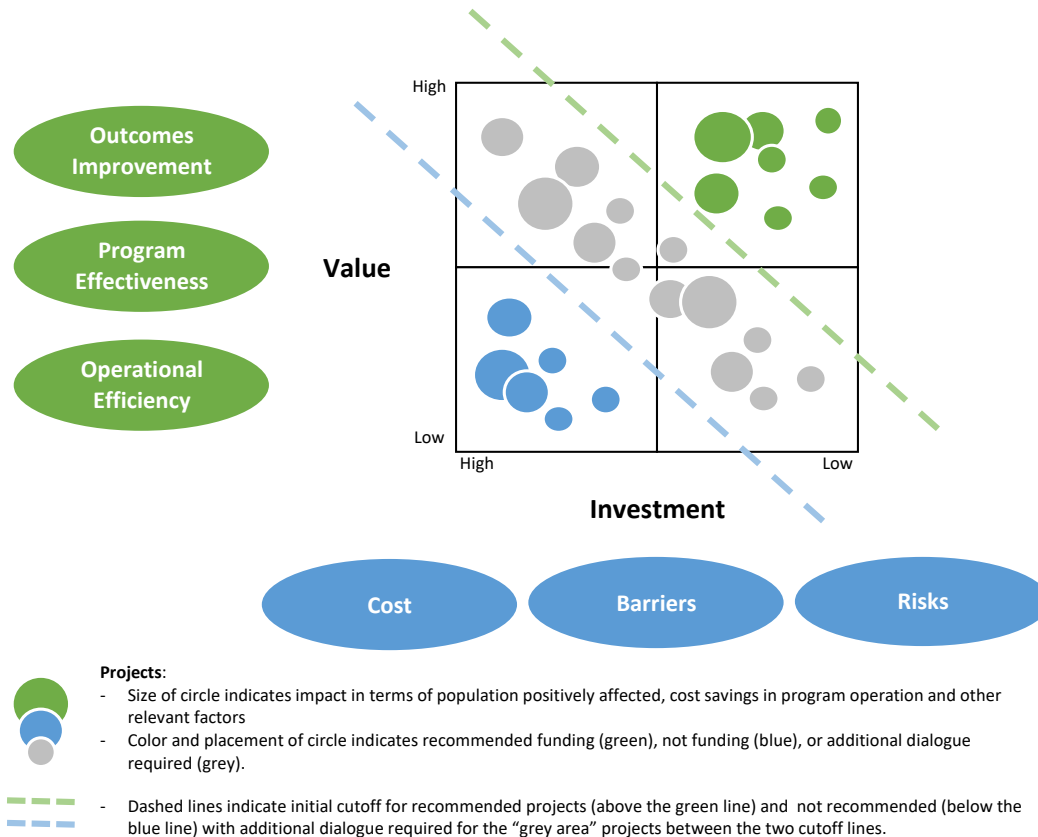 High
Outcomes
Improvement
Program
Effectiveness
Value
Operational
Efficiency
Low
High
Low
Investment
Cost
Barriers
Risks
Projects:
- Size of circle indicates impact in terms of population positively affected, cost savings in program operation and other
relevant factors
- Color and placement of circle indicates recommended funding (green), not funding (blue), or additional dialogue
required (grey).
- Dashed lines indicate initial cutoff for recommended projects (above the green line) and  not recommended (below the
blue line) with additional dialogue required for the “grey area” projects between the two cutoff lines.